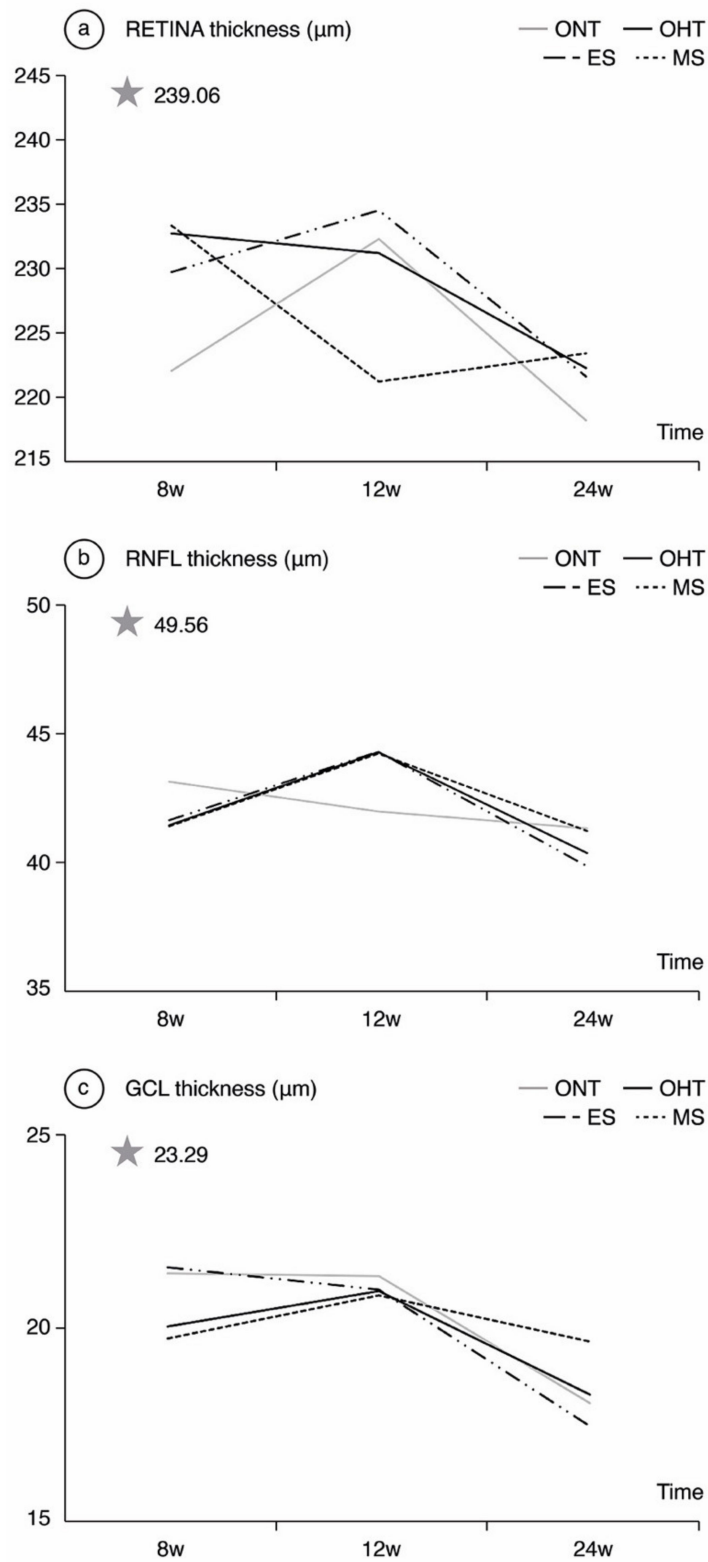 a RETINA thickness (μm) ONT OHT
ES MS
245
239.06
240
235
230
225
220
Time
215
8w 12w 24w
b RNFL thickness (μm) ONT OHT
ES MS
50
49.56
45
40
Time
35
8w 12w 24w
c GCL thickness (μm) ONT OHT
ES MS
25
23.29
20
Time
15
8w 12w 24w